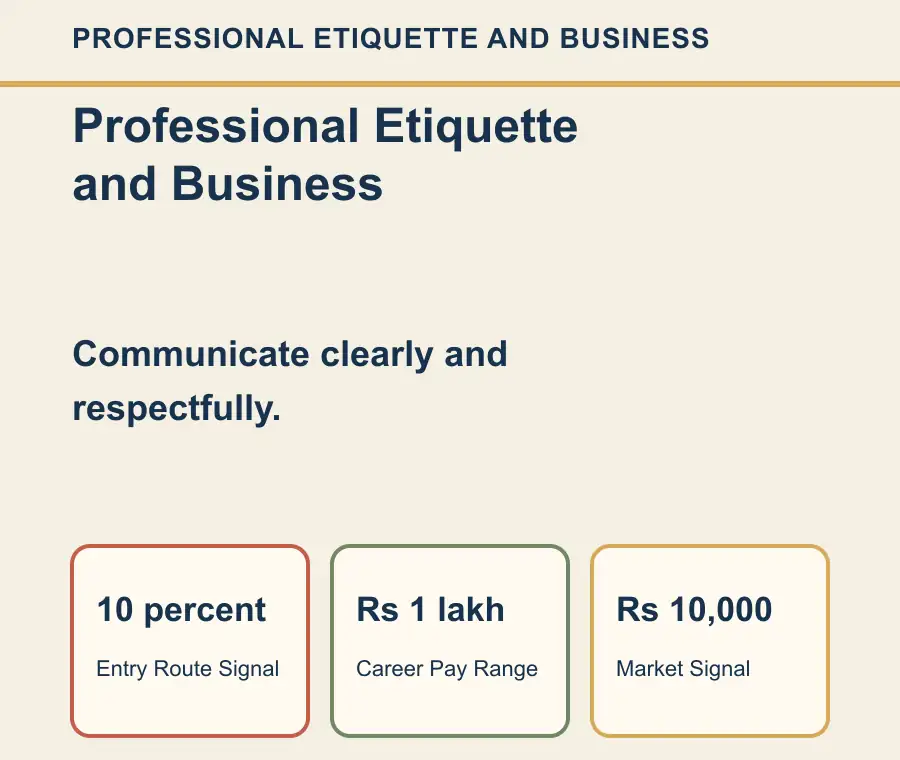 PROFESSIONAL ETIQUETTE AND BUSINESS
Professional Etiquette
and Business
Communicate clearly and
respectfully.
10 percent
Entry Route Signal
Rs 1 lakh
Career Pay Range
Rs 10,000
Market Signal